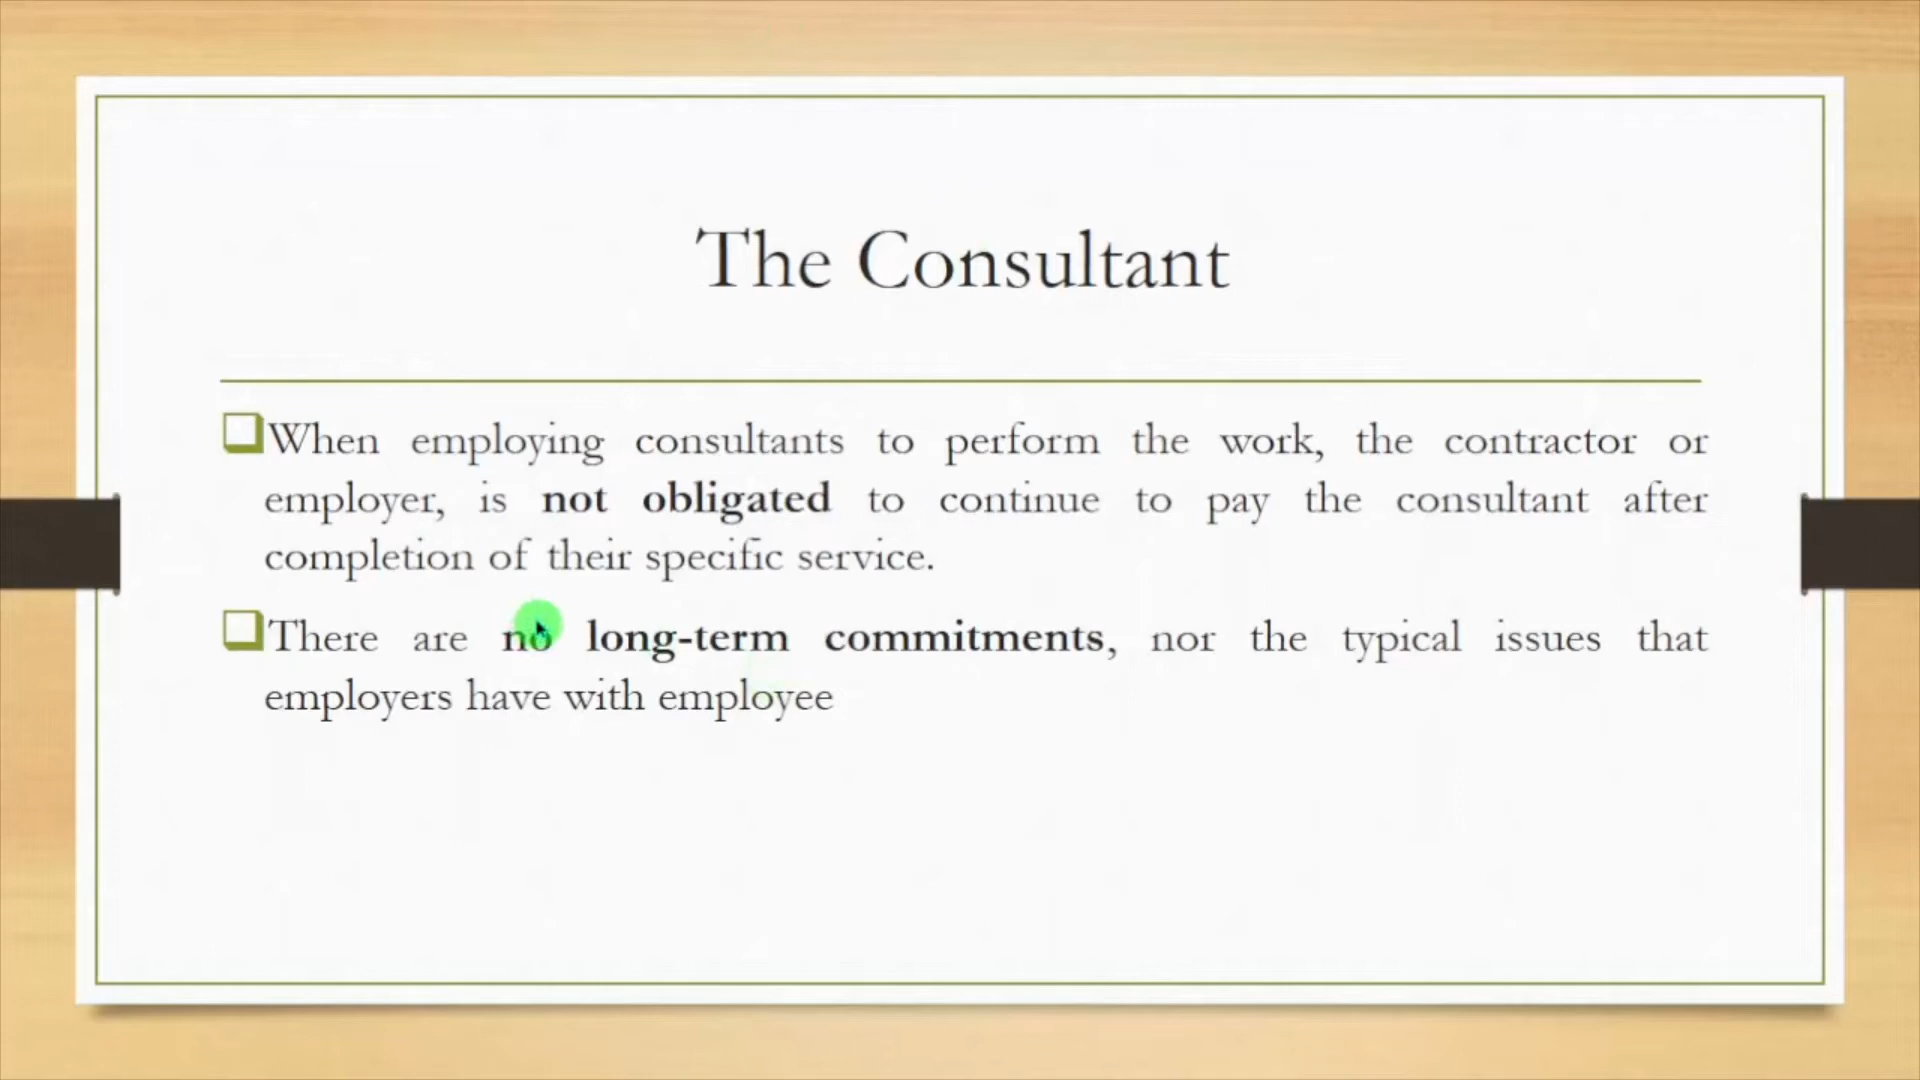 The Consultant
When employing consultants to perform the work, the contractor or
employer, is not obligated to continue to pay the consultant after
completion of their specific service.
There are no long-term commitments, nor the typical issues that
employers have with employee